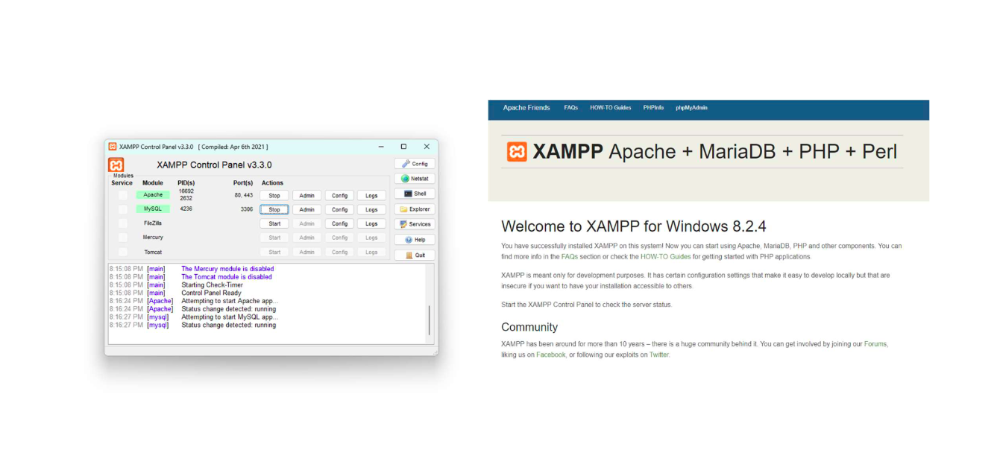 XAMPP Control Panel v3.3.0 [ Compiled: Apr 6th 2021 ]
XAMPP Control Panel v3.3.0
Config
Modules
Service Module PID(s) Port(s) Actions
Netstat
Apache 16692 2632 80, 443 Stop Admin Config Logs
Shell
MySQL 4236 3306 Stop Admin Config Logs
Explorer
FileZilla Start Admin Config Logs
Services
Mercury Start Admin Config Logs
Help
Tomcat Start Admin Config Logs
Quit
8:15:08 PM [main] The Mercury module is disabled
8:15:08 PM [main] The Tomcat module is disabled
8:15:08 PM [main] Starting Check-Timer
8:15:08 PM [main] Control Panel Ready
8:16:24 PM [Apache] Attempting to start Apache app...
8:16:24 PM [Apache] Status change detected: running
8:16:27 PM [mysql] Attempting to start MySQL app...
8:16:27 PM [mysql] Status change detected: running
Apache Friends FAQs HOW-TO Guides PHPInfo phpMyAdmin
XAMPP Apache + MariaDB + PHP + Perl
Welcome to XAMPP for Windows 8.2.4
You have successfully installed XAMPP on this system! Now you can start using Apache, MariaDB, PHP and other components. You can
find more info in the FAQs section or check the HOW-TO Guides for getting started with PHP applications.
XAMPP is meant only for development purposes. It has certain configuration settings that make it easy to develop locally but that are
insecure if you want to have your installation accessible to others.
Start the XAMPP Control Panel to check the server status.
Community
XAMPP has been around for more than 10 years – there is a huge community behind it. You can get involved by joining our Forums,
liking us on Facebook, or following our exploits on Twitter.